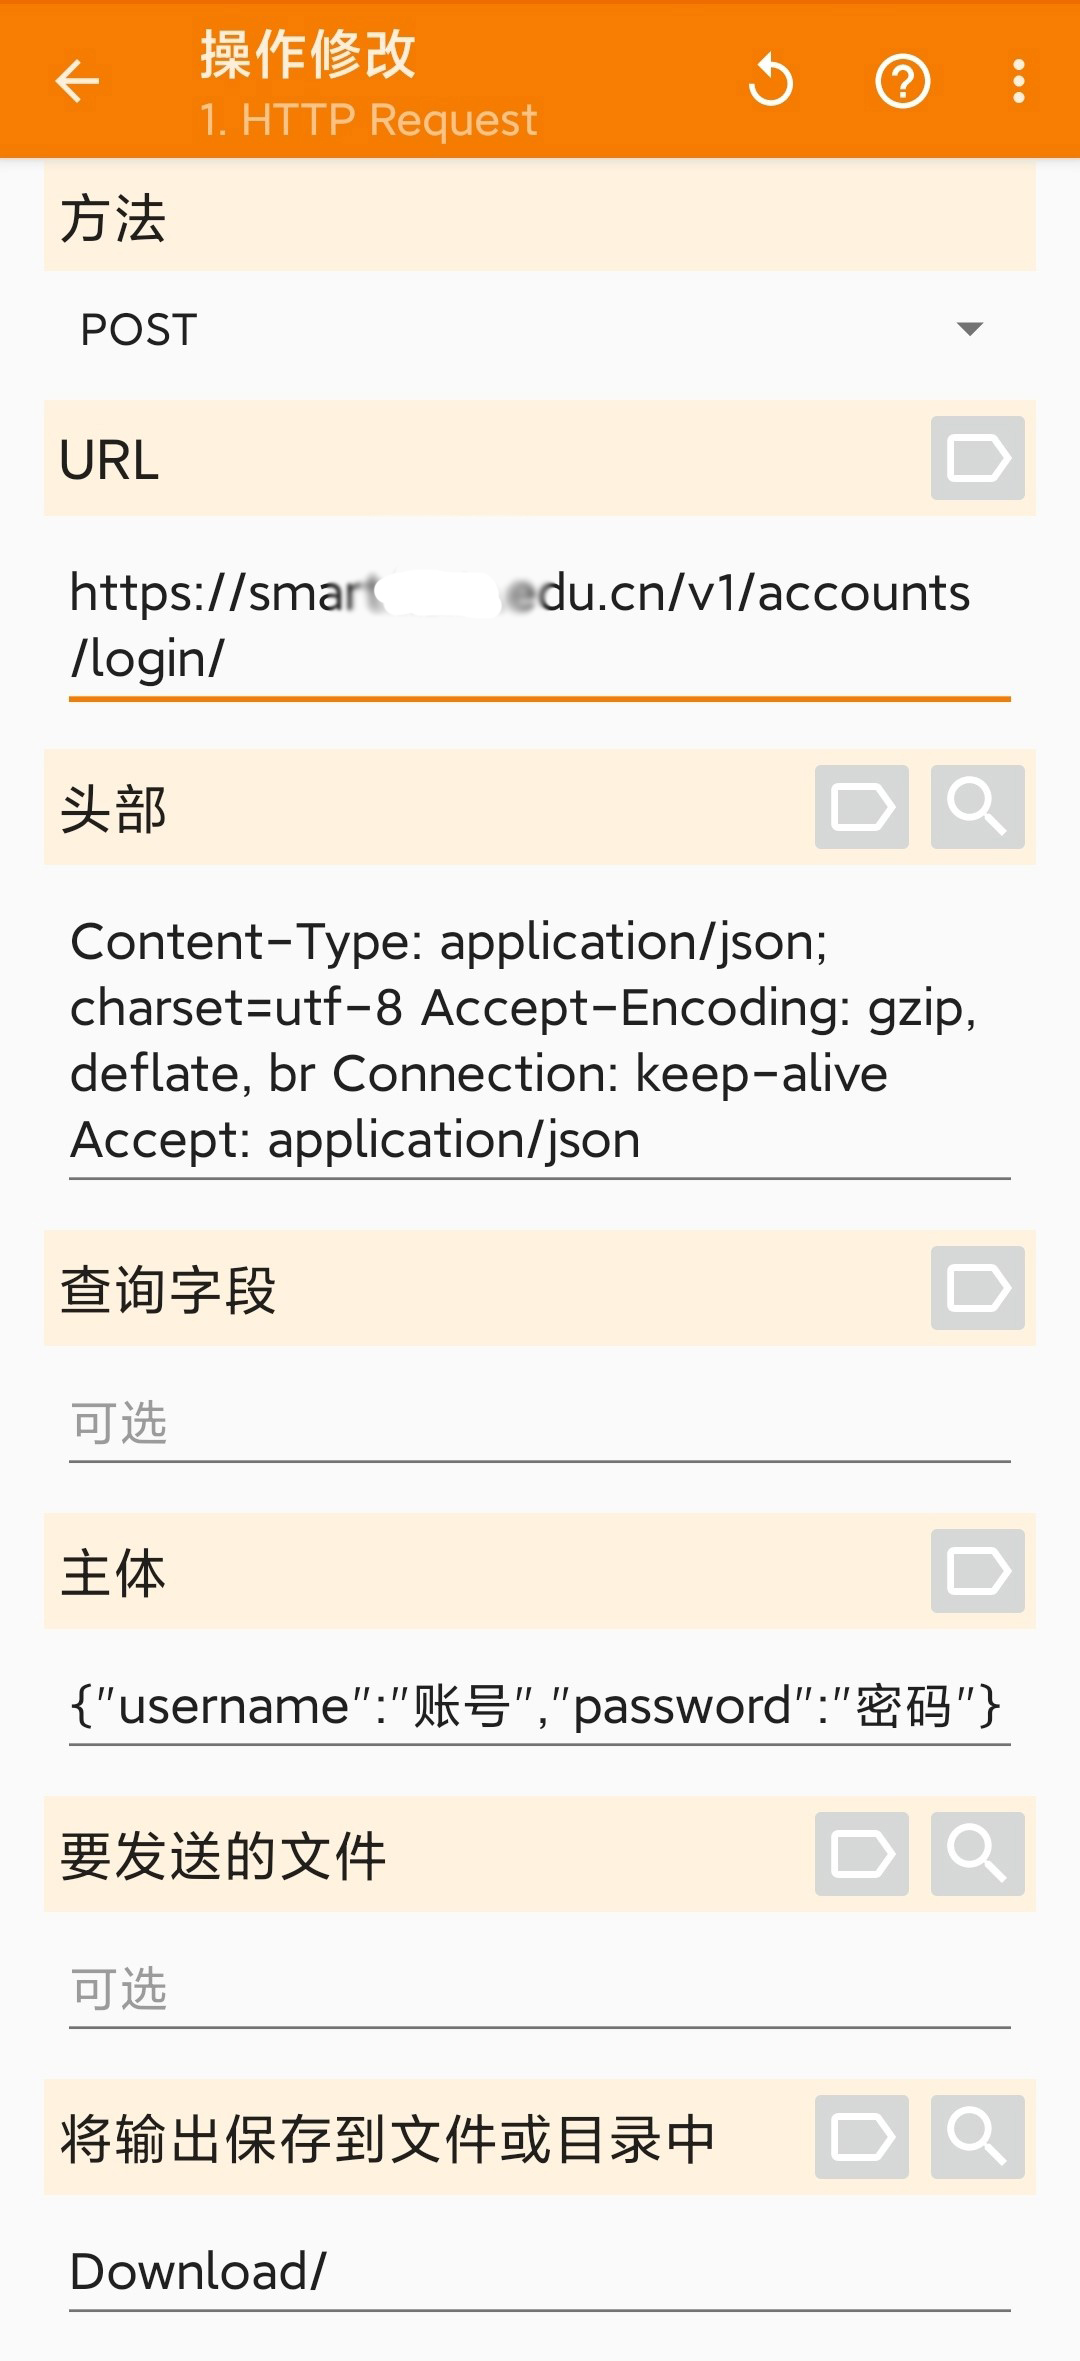 操作修改
1. HTTP Request
方法
POST
URL
https://smart edu.cn/v1/accounts
/login/
头部
Content-Type: application/json;
charset=utf-8 Accept-Encoding: gzip,
deflate, br Connection: keep-alive
Accept: application/json
查询字段
可选
主体
{"username":"账号","password":"密码"}
要发送的文件
可选
将输出保存到文件或目录中
Download/